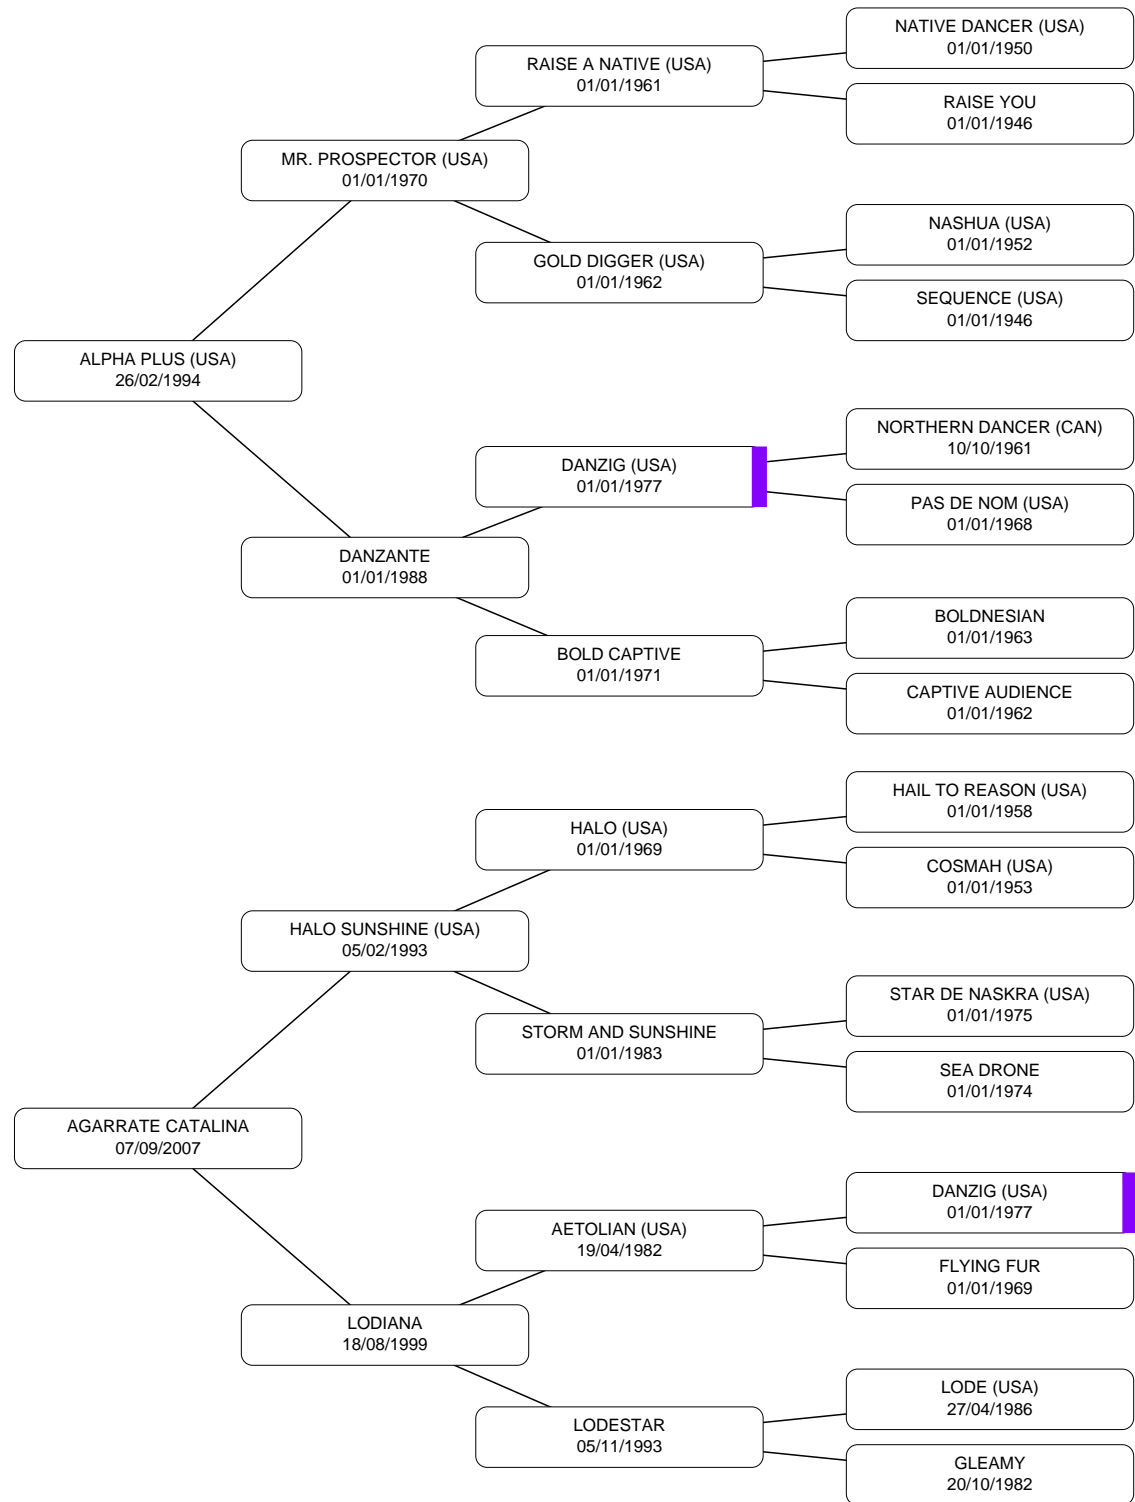 NATIVE DANCER (USA)
01/01/1950
RAISE A NATIVE (USA)
01/01/1961
RAISE YOU
01/01/1946
MR. PROSPECTOR (USA)
01/01/1970
NASHUA (USA)
01/01/1952
GOLD DIGGER (USA)
01/01/1962
SEQUENCE (USA)
01/01/1946
ALPHA PLUS (USA)
26/02/1994
NORTHERN DANCER (CAN)
10/10/1961
DANZIG (USA)
01/01/1977
PAS DE NOM (USA)
01/01/1968
DANZANTE
01/01/1988
BOLDNESIAN
01/01/1963
BOLD CAPTIVE
01/01/1971
CAPTIVE AUDIENCE
01/01/1962
HAIL TO REASON (USA)
01/01/1958
HALO (USA)
01/01/1969
COSMAH (USA)
01/01/1953
HALO SUNSHINE (USA)
05/02/1993
STAR DE NASKRA (USA)
01/01/1975
STORM AND SUNSHINE
01/01/1983
SEA DRONE
01/01/1974
AGARRATE CATALINA
07/09/2007
DANZIG (USA)
01/01/1977
AETOLIAN (USA)
19/04/1982
FLYING FUR
01/01/1969
LODIANA
18/08/1999
LODE (USA)
27/04/1986
LODESTAR
05/11/1993
GLEAMY
20/10/1982